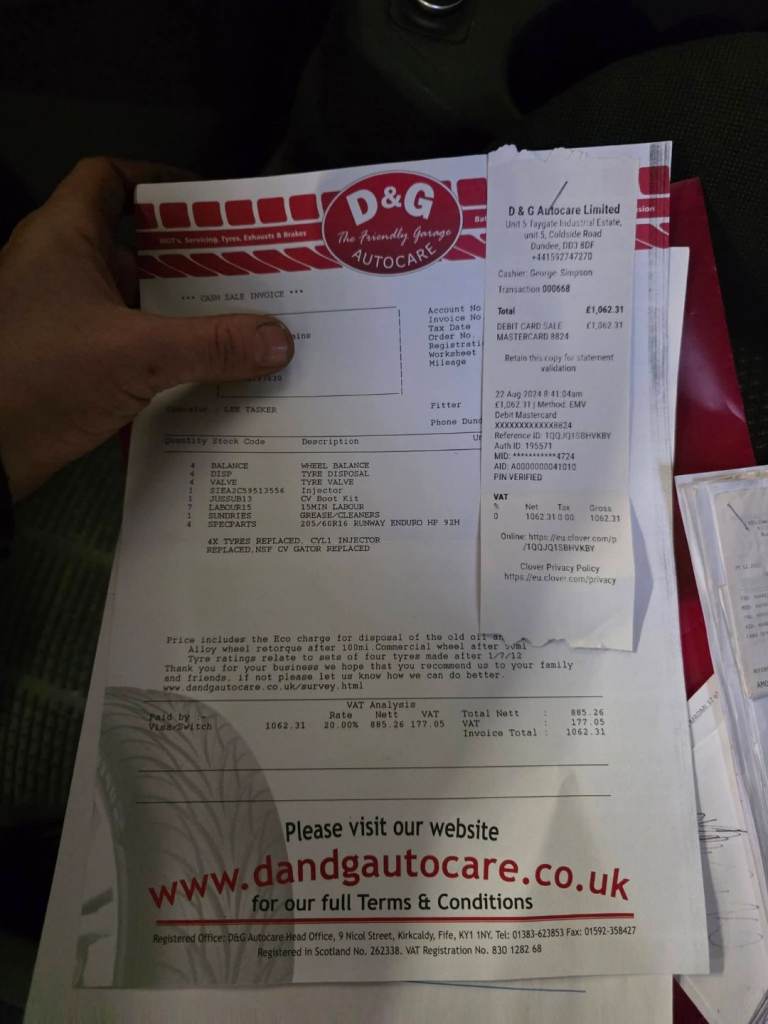 D&G
The Friendly Garage
AUTOCARE
MOT's, Servicing, Tyres, Exhausts & Brakes
*** CASH SALE INVOICE ***
Account No
Invoice No
Tax Date
Order No.
Registrati
Worksheet
Mileage
LEE TASKER
Fitter
Phone Dund
Quantity Stock Code Description Un
4 BALANCE WHEEL BALANCE
4 DISP TYRE DISPOSAL
4 VALVE TYRE VALVE
1 SIEA2C59513556 Injector
1 JUSSUB13 CV Boot Kit
7 LABOUR15 15MIN LABOUR
1 SUNDRIES GREASE/CLEANERS
4 SPECPARTS 205/60R16 RUNWAY ENDURO HP 92H
4X TYRES REPLACED, CYL1 INJECTOR
REPLACED,NSF CV GATOR REPLACED
Price includes the Eco charge for disposal of the old oil an
Alloy wheel retorque after 100ml.Commercial wheel after 50ml
Tyre ratings relate to sets of four tyres made after 1/7/12
Thank you for your business we hope that you recommend us to your family
and friends, if not please let us know how we can do better.
www.dandgautocare.co.uk/survey.html
VAT Analysis
Paid by :- Rate Nett VAT Total Nett : 885.26
Visa/Switch 1062.31 20.00% 885.26 177.05 VAT : 177.05
Invoice Total : 1062.31
Please visit our website
www.dandgautocare.co.uk
for our full Terms & Conditions
Registered Office: D&G Autocare Head Office, 9 Nicol Street, Kirkcaldy, Fife, KY1 1NY. Tel: 01383-623853 Fax: 01592-358427
Registered in Scotland No. 262338. VAT Registration No. 830 1282 68
D & G Autocare Limited
Unit 5 Taygate Industrial Estate,
unit 5, Coldside Road
Dundee, DD3 8DF
+441592747270
Cashier: George Simpson
Transaction 000668
Total £1,062.31
DEBIT CARD SALE £1,062.31
MASTERCARD 8824
Retain this copy for statement
validation
22 Aug 2024 8:41:04am
£1,062.31 | Method: EMV
Debit Mastercard
XXXXXXXXXXXX8824
Reference ID: 1QQJQ1SBHVKBY
Auth ID: 195571
MID: ***********4724
AID: A0000000041010
PIN VERIFIED
VAT
% Net Tax Gross
0 1062.31 0.00 1062.31
Online: https://eu.clover.com/p
/1QQJQ1SBHVKBY
Clover Privacy Policy
https://eu.clover.com/privacy